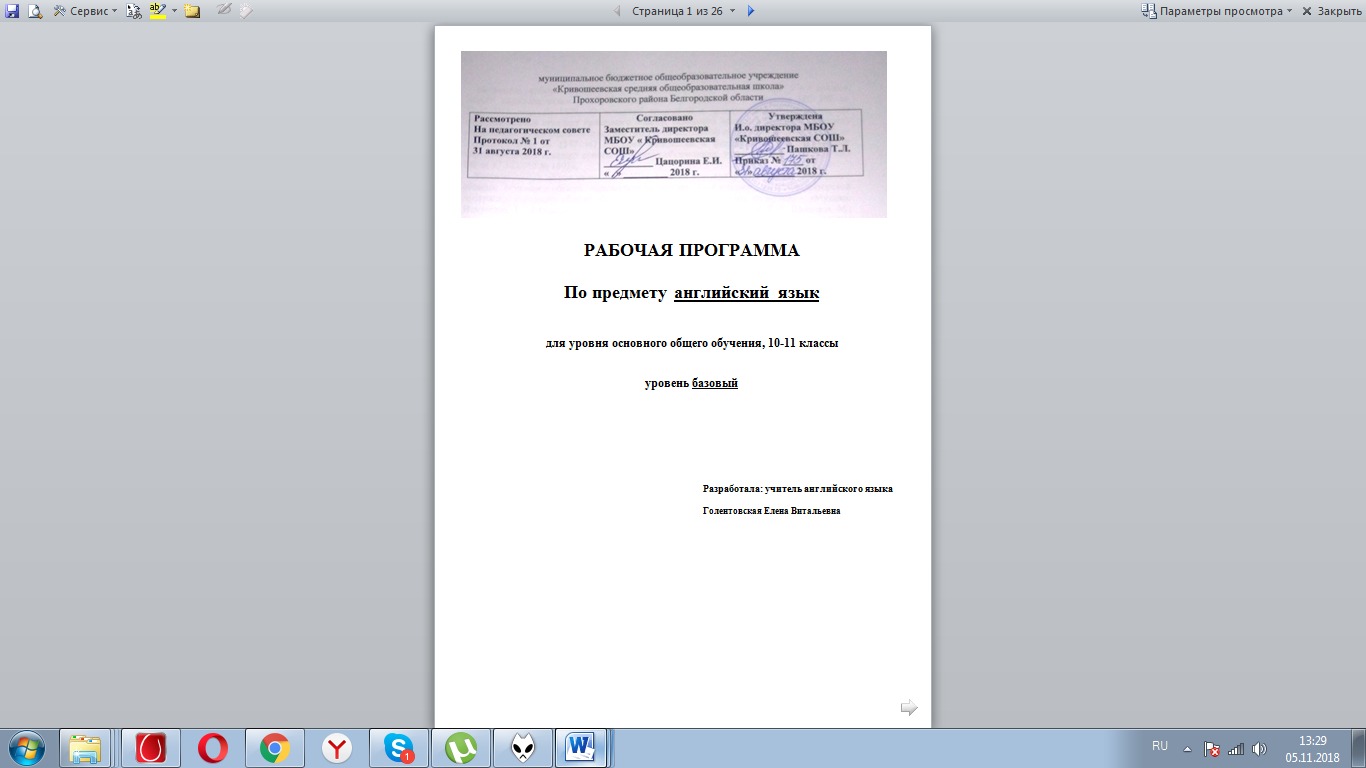 Сервис
Страница 1 из 26
Параметры просмотра
Закрыть
муниципальное бюджетное общеобразовательное учреждение
«Кривошеевская средняя общеобразовательная школа»
Прохоровского района Белгородской области
Рассмотрено
На педагогическом совете
Протокол № 1 от
31 августа 2018 г.
Согласовано
Заместитель директора
МБОУ « Кривошеевская
СОШ»
Цапорина Е.И.
« » 2018 г.
Утверждена
И.о. директора МБОУ
«Кривошеевская СОШ»
Пашкова Т.Л.
Приказ № 175 от
«31» августа 2018 г.
РАБОЧАЯ ПРОГРАММА
По предмету английский язык
для уровня основного общего обучения, 10-11 классы
уровень базовый
Разработала: учитель английского языка
Голентовская Елена Витальевна
RU
13:29
05.11.2018